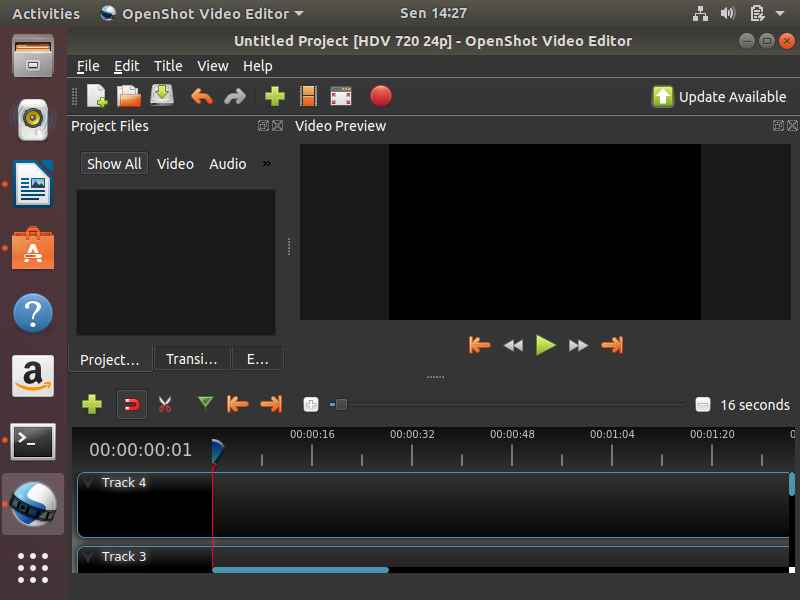 Activities OpenShot Video Editor Sen 14:27
Untitled Project [HDV 720 24p] - OpenShot Video Editor
File Edit Title View Help
Update Available
Project Files Video Preview
Show All Video Audio »
Project... Transi... E...
16 seconds
00:00:00:01 00:00:16 00:00:32 00:00:48 00:01:04 00:01:20 0
Track 4
Track 3